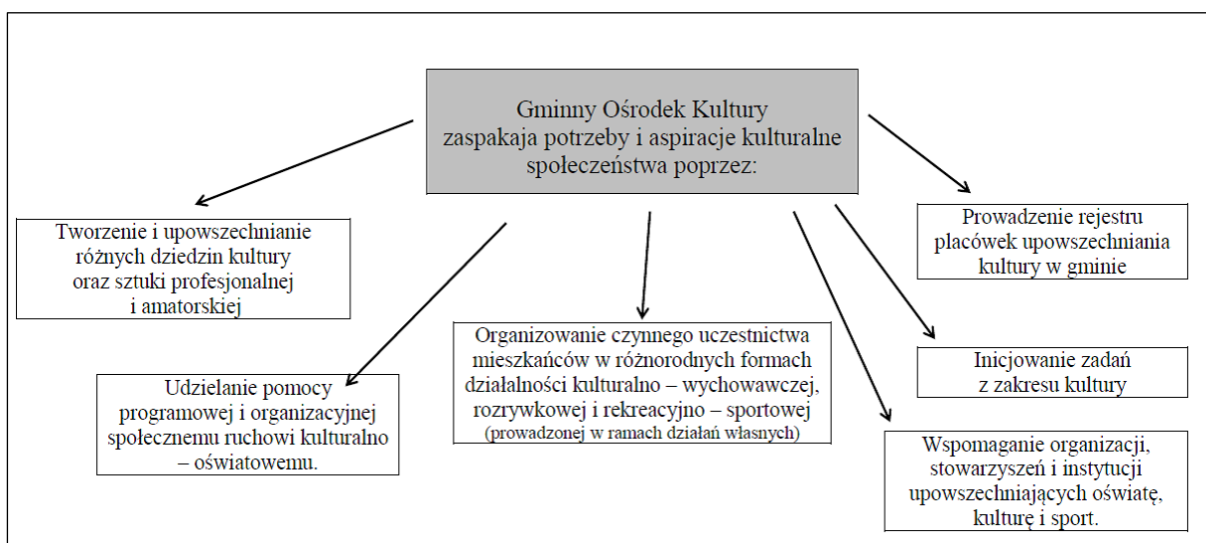 Gminny Ośrodek Kultury
zaspakaja potrzeby i aspiracje kulturalne
społeczeństwa poprzez:
Tworzenie i upowszechnianie
różnych dziedzin kultury
oraz sztuki profesjonalnej
i amatorskiej
Udzielanie pomocy
programowej i organizacyjnej
społecznemu ruchowi kulturalno
– oświatowemu.
Organizowanie czynnego uczestnictwa
mieszkańców w różnorodnych formach
działalności kulturalno – wychowawczej,
rozrywkowej i rekreacyjno – sportowej
(prowadzonej w ramach działań własnych)
Prowadzenie rejestru
placówek upowszechniania
kultury w gminie
Inicjowanie zadań
z zakresu kultury
Wspomaganie organizacji,
stowarzyszeń i instytucji
upowszechniających oświatę,
kulturę i sport.